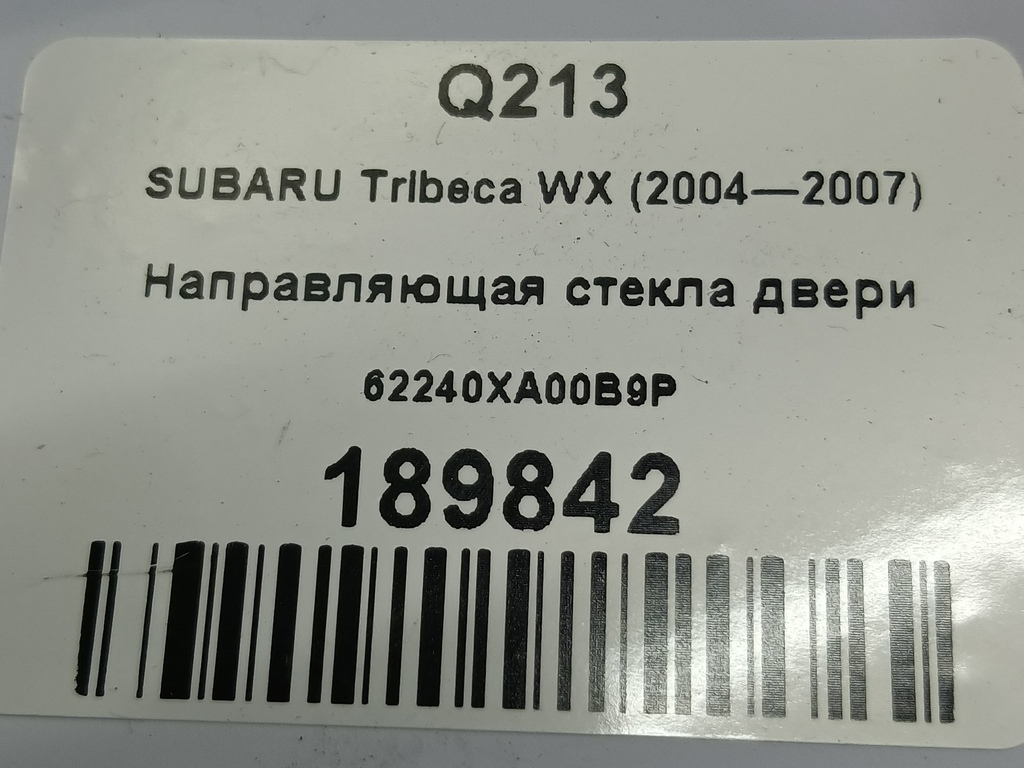 Q213
SUBARU Tribeca WX (2004—2007)
Направляющая стекла двери
62240XA00B9P
189842